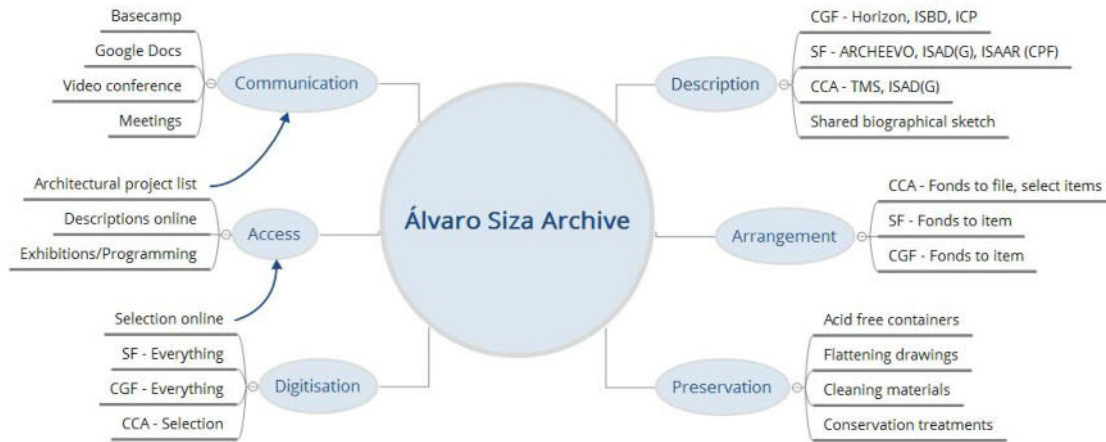 Basecamp
Google Docs
Video conference
Meetings
Communication
Architectural project list
Descriptions online
Exhibitions/Programming
Access
Selection online
SF - Everything
CGF - Everything
CCA - Selection
Digitisation
Álvaro Siza Archive
Description
CGF - Horizon, ISBD, ICP
SF - ARCHEEVO, ISAD(G), ISAAR (CPF)
CCA - TMS, ISAD(G)
Shared biographical sketch
Arrangement
CCA - Fonds to file, select items
SF - Fonds to item
CGF - Fonds to item
Preservation
Acid free containers
Flattening drawings
Cleaning materials
Conservation treatments